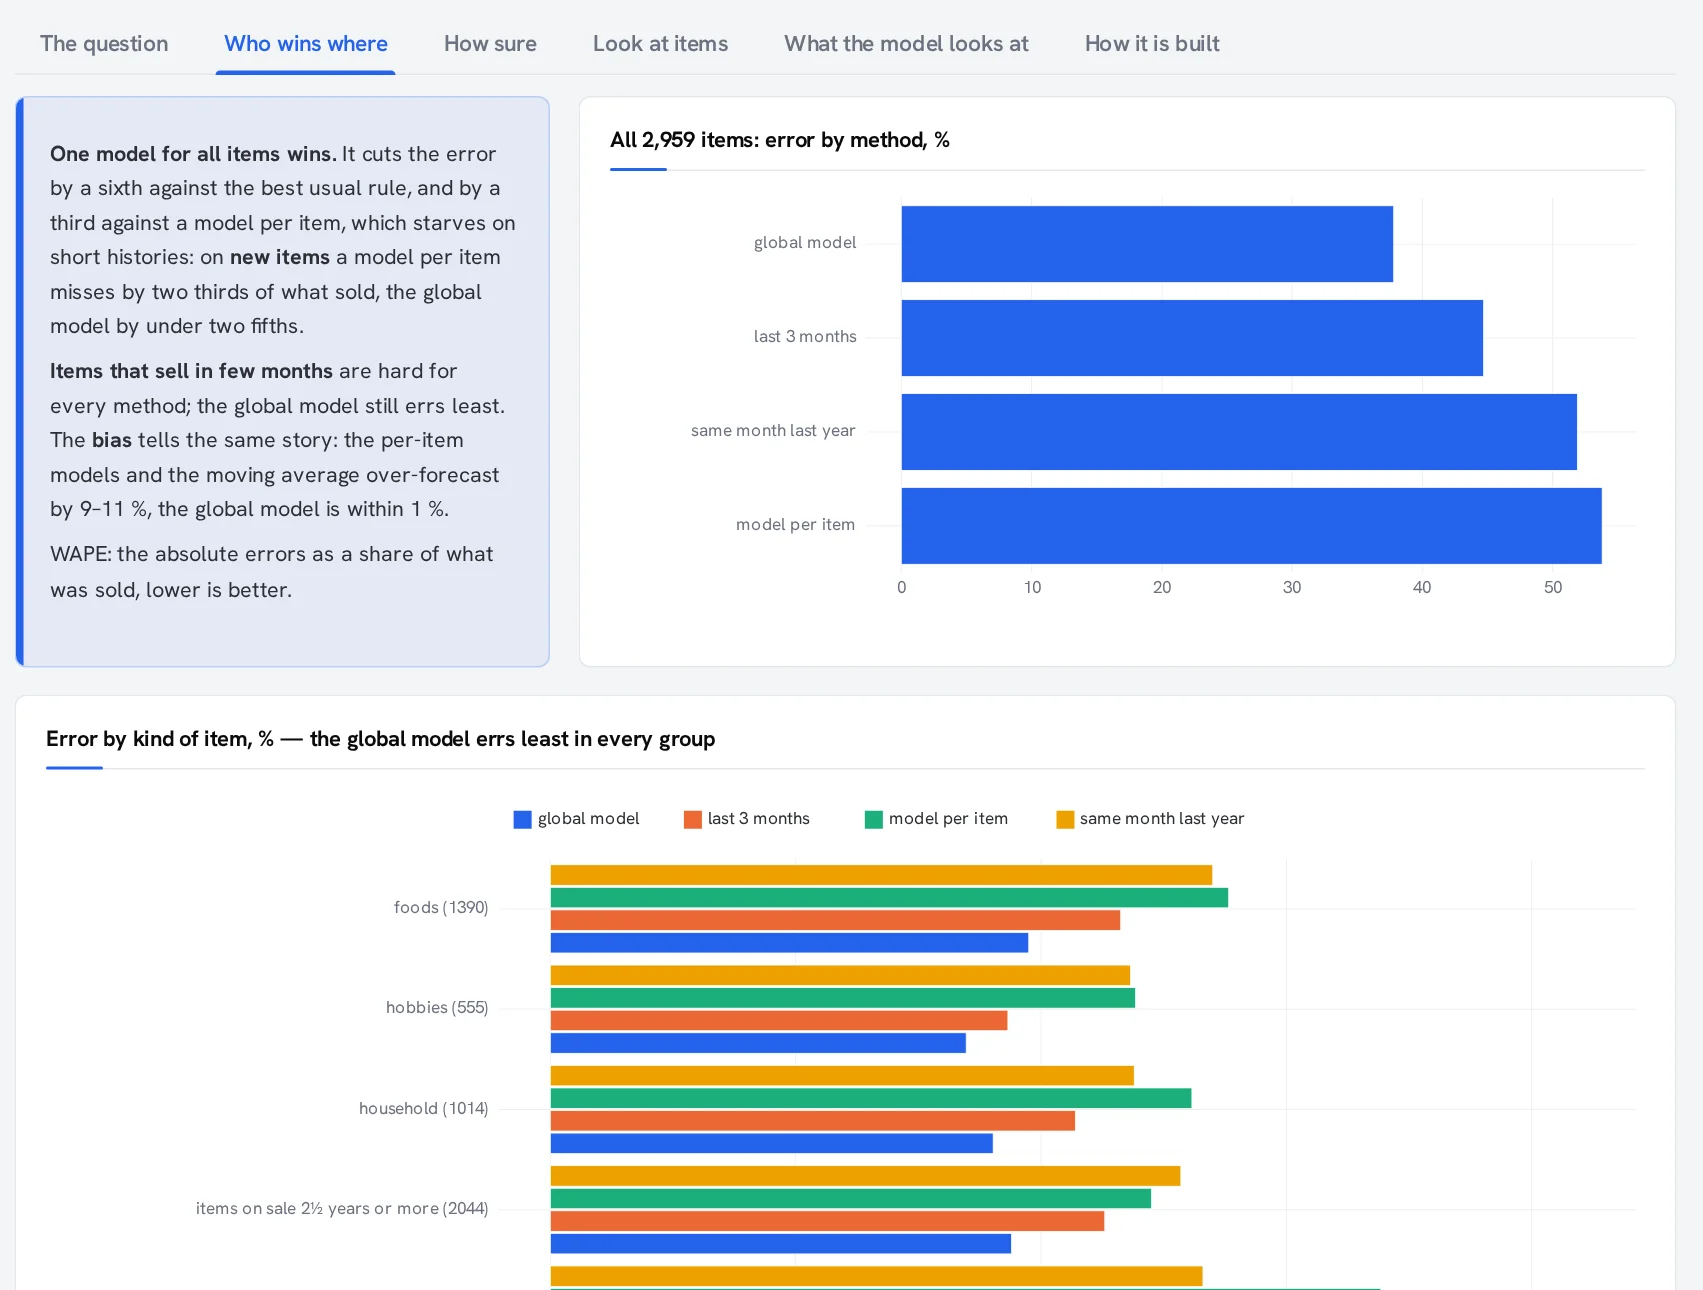 The question
Who wins where
How sure
Look at items
What the model looks at
How it is built
One model for all items wins. It cuts the error
by a sixth against the best usual rule, and by a
third against a model per item, which starves on
short histories: on new items a model per item
misses by two thirds of what sold, the global
model by under two fifths.
Items that sell in few months are hard for
every method; the global model still errs least.
The bias tells the same story: the per-item
models and the moving average over-forecast
by 9–11 %, the global model is within 1 %.
WAPE: the absolute errors as a share of what
was sold, lower is better.
All 2,959 items: error by method, %
global model
last 3 months
same month last year
model per item
0 10 20 30 40 50
Error by kind of item, % — the global model errs least in every group
global model
last 3 months
model per item
same month last year
foods (1390)
hobbies (555)
household (1014)
items on sale 2½ years or more (2044)